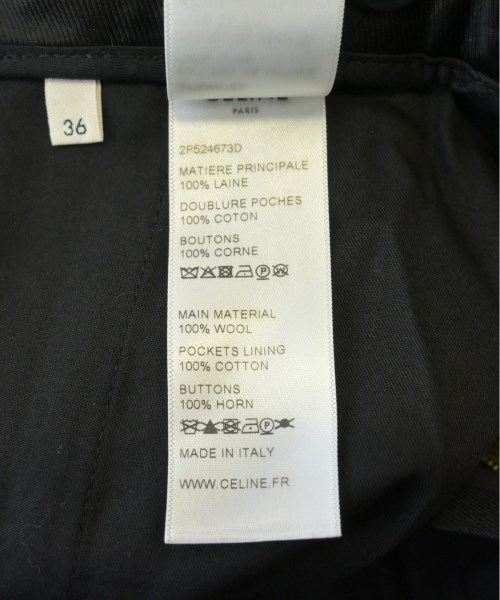 36
PARIS
2P524673D
MATIERE PRINCIPALE
100% LAINE
DOUBLURE POCHES
100% COTON
BOUTONS
100% CORNE
MAIN MATERIAL
100% WOOL
POCKETS LINING
100% COTTON
BUTTONS
100% HORN
MADE IN ITALY
WWW.CELINE.FR